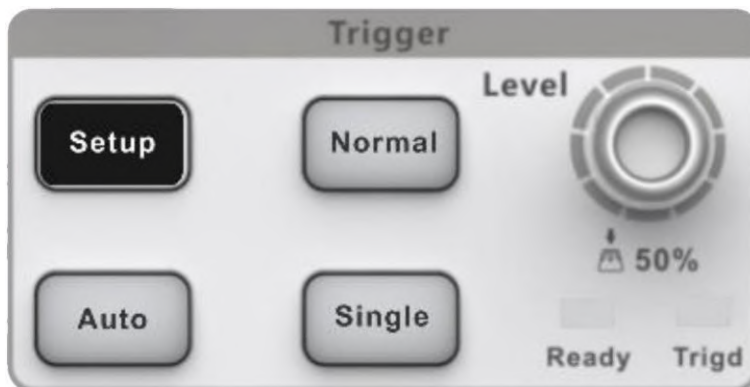 Trigger
Level
Setup
Normal
50%
Auto
Single
Ready
Trigd